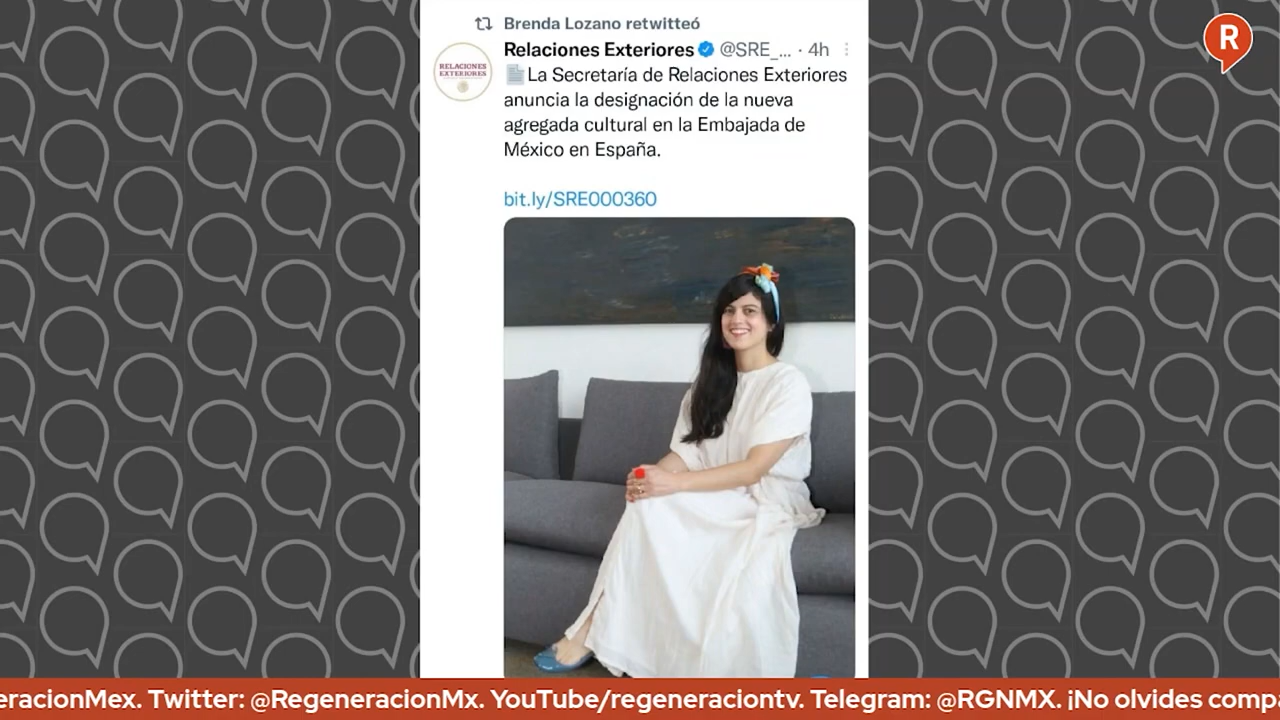 Brenda Lozano retwitteó
Relaciones Exteriores @SRE_... · 4h
RELACIONES
EXTERIORES
La Secretaría de Relaciones Exteriores
anuncia la designación de la nueva
agregada cultural en la Embajada de
México en España.
bit.ly/SRE000360
R
eracionMex. Twitter: @RegeneracionMx. YouTube/regeneraciontv. Telegram: @RGNMX. ¡No olvides comp